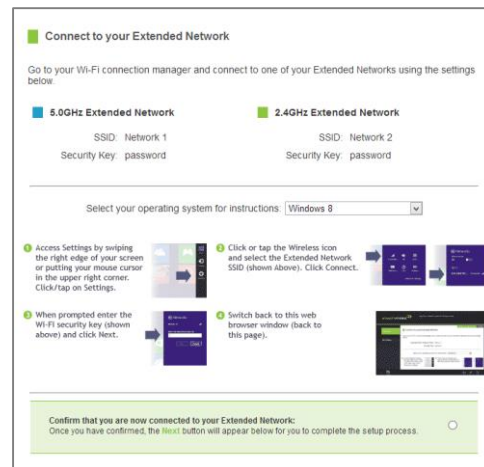 Connect to your Extended Network
Go to your Wi-Fi connection manager and connect to one of your Extended Networks using the settings
below.
5.0GHz Extended Network
SSID: Network 1
Security Key: password
2.4GHz Extended Network
SSID: Network 2
Security Key: password
Select your operating system for instructions: Windows 8
1 Access Settings by swiping
the right edge of your screen
or putting your mouse cursor
in the upper right corner.
Click/tap on Settings.
2 Click or tap the Wireless icon
and select the Extended Network
SSID (shown Above). Click Connect.
3 When prompted enter the
Wi-Fi security key (shown
above) and click Next.
4 Switch back to this web
browser window (back to
this page).
Confirm that you are now connected to your Extended Network:
Once you have confirmed, the Next button will appear below for you to complete the setup process.